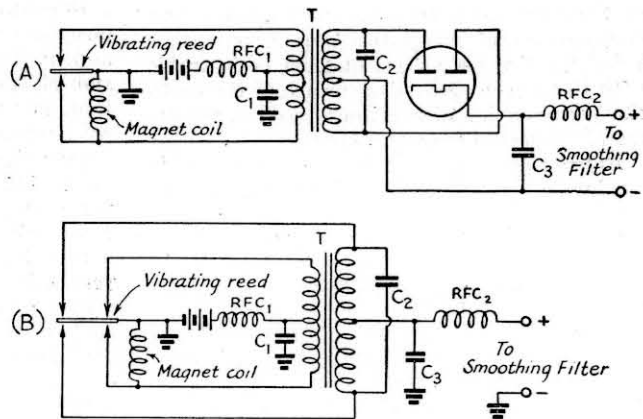 T
(A)
Vibrating reed
RFC1
C2
C1
Magnet coil
RFC2
+
To
Smoothing
Filter
C3
-
T
(B)
Vibrating reed
RFC1
C2
RFC2
+
C1
Magnet coil
C3
To
Smoothing Filter
-